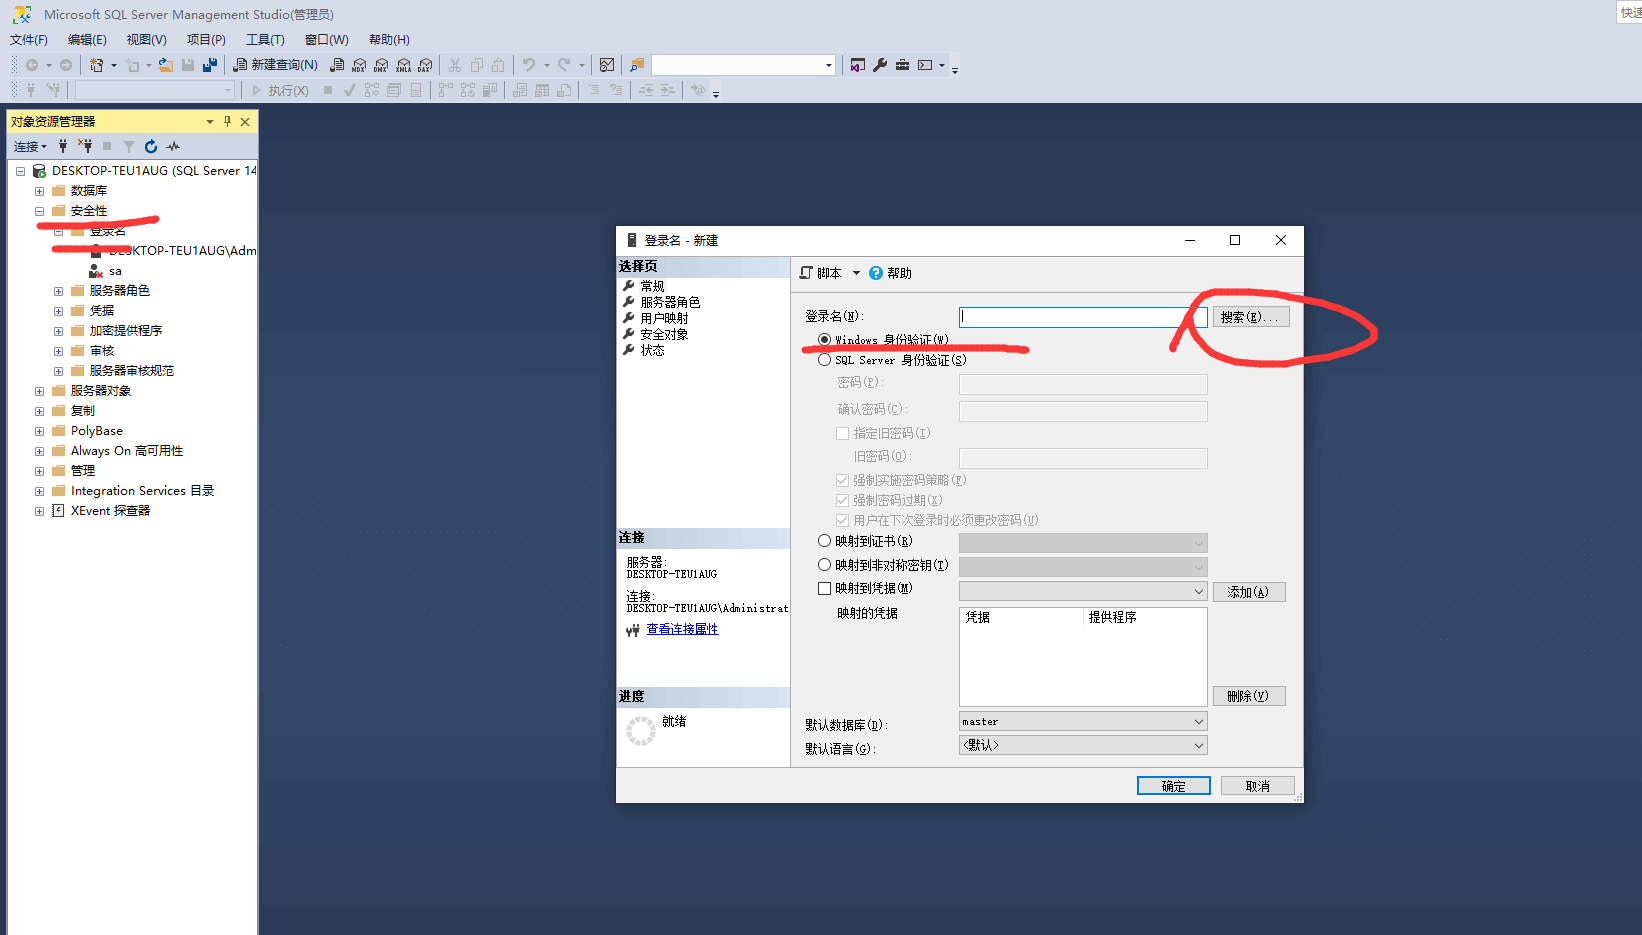 Microsoft SQL Server Management Studio(管理员)
快速
文件(F) 编辑(E) 视图(V) 项目(P) 工具(T) 窗口(W) 帮助(H)
新建查询(N) MDX DMX XMLA DAX
执行(X)
对象资源管理器
连接
DESKTOP-TEU1AUG (SQL Server 14
数据库
安全性
登录名
DESKTOP-TEU1AUG\Adm
sa
服务器角色
凭据
加密提供程序
审核
服务器审核规范
服务器对象
复制
PolyBase
Always On 高可用性
管理
Integration Services 目录
XEvent 探查器
登录名 - 新建
选择页
常规
服务器角色
用户映射
安全对象
状态
连接
服务器:
DESKTOP-TEU1AUG
连接:
DESKTOP-TEU1AUG\Administrat
查看连接属性
进度
就绪
脚本 帮助
登录名(N):
搜索(E)...
Windows 身份验证(W)
SQL Server 身份验证(S)
密码(P):
确认密码(C):
指定旧密码(I)
旧密码(O):
强制实施密码策略(F)
强制密码过期(X)
用户在下次登录时必须更改密码(U)
映射到证书(R)
映射到非对称密钥(T)
映射到凭据(M)
添加(A)
映射的凭据
凭据 提供程序
删除(V)
默认数据库(D):
master
默认语言(G):
<默认>
确定 取消